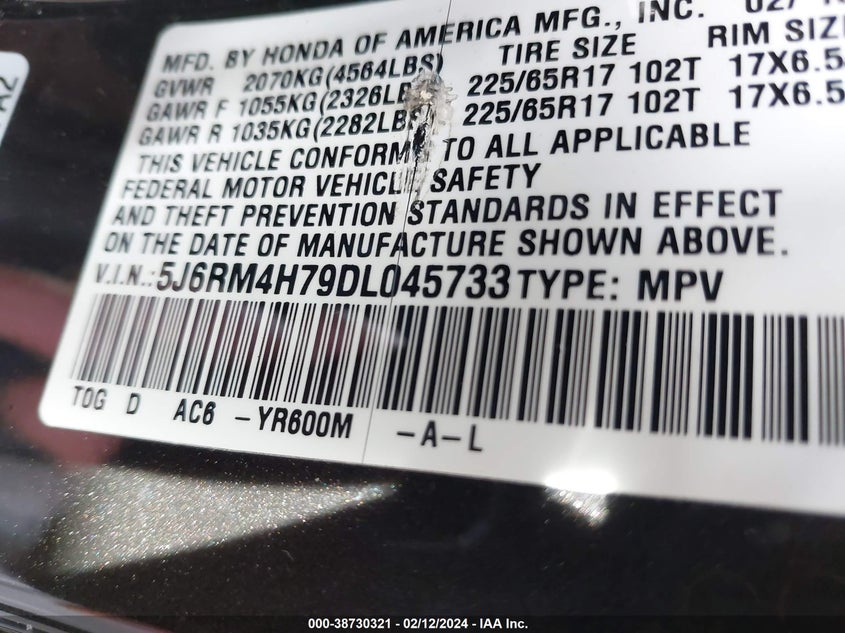 MFD. BY HONDA OF AMERICA MFG., INC. 02/
GVWR 2070KG(4564LBS) TIRE SIZE RIM SIZE
GAWR F 1055KG(2326LBS) 225/65R17 102T 17X6.5
GAWR R 1035KG(2282LBS) 225/65R17 102T 17X6.5
THIS VEHICLE CONFORMS TO ALL APPLICABLE
FEDERAL MOTOR VEHICLE SAFETY
AND THEFT PREVENTION STANDARDS IN EFFECT
ON THE DATE OF MANUFACTURE SHOWN ABOVE.
V.I.N.: 5J6RM4H79DL045733 TYPE: MPV
TOG D AC6 -YR600M -A-L
A2
000-38730321 - 02/12/2024 - IAA Inc.